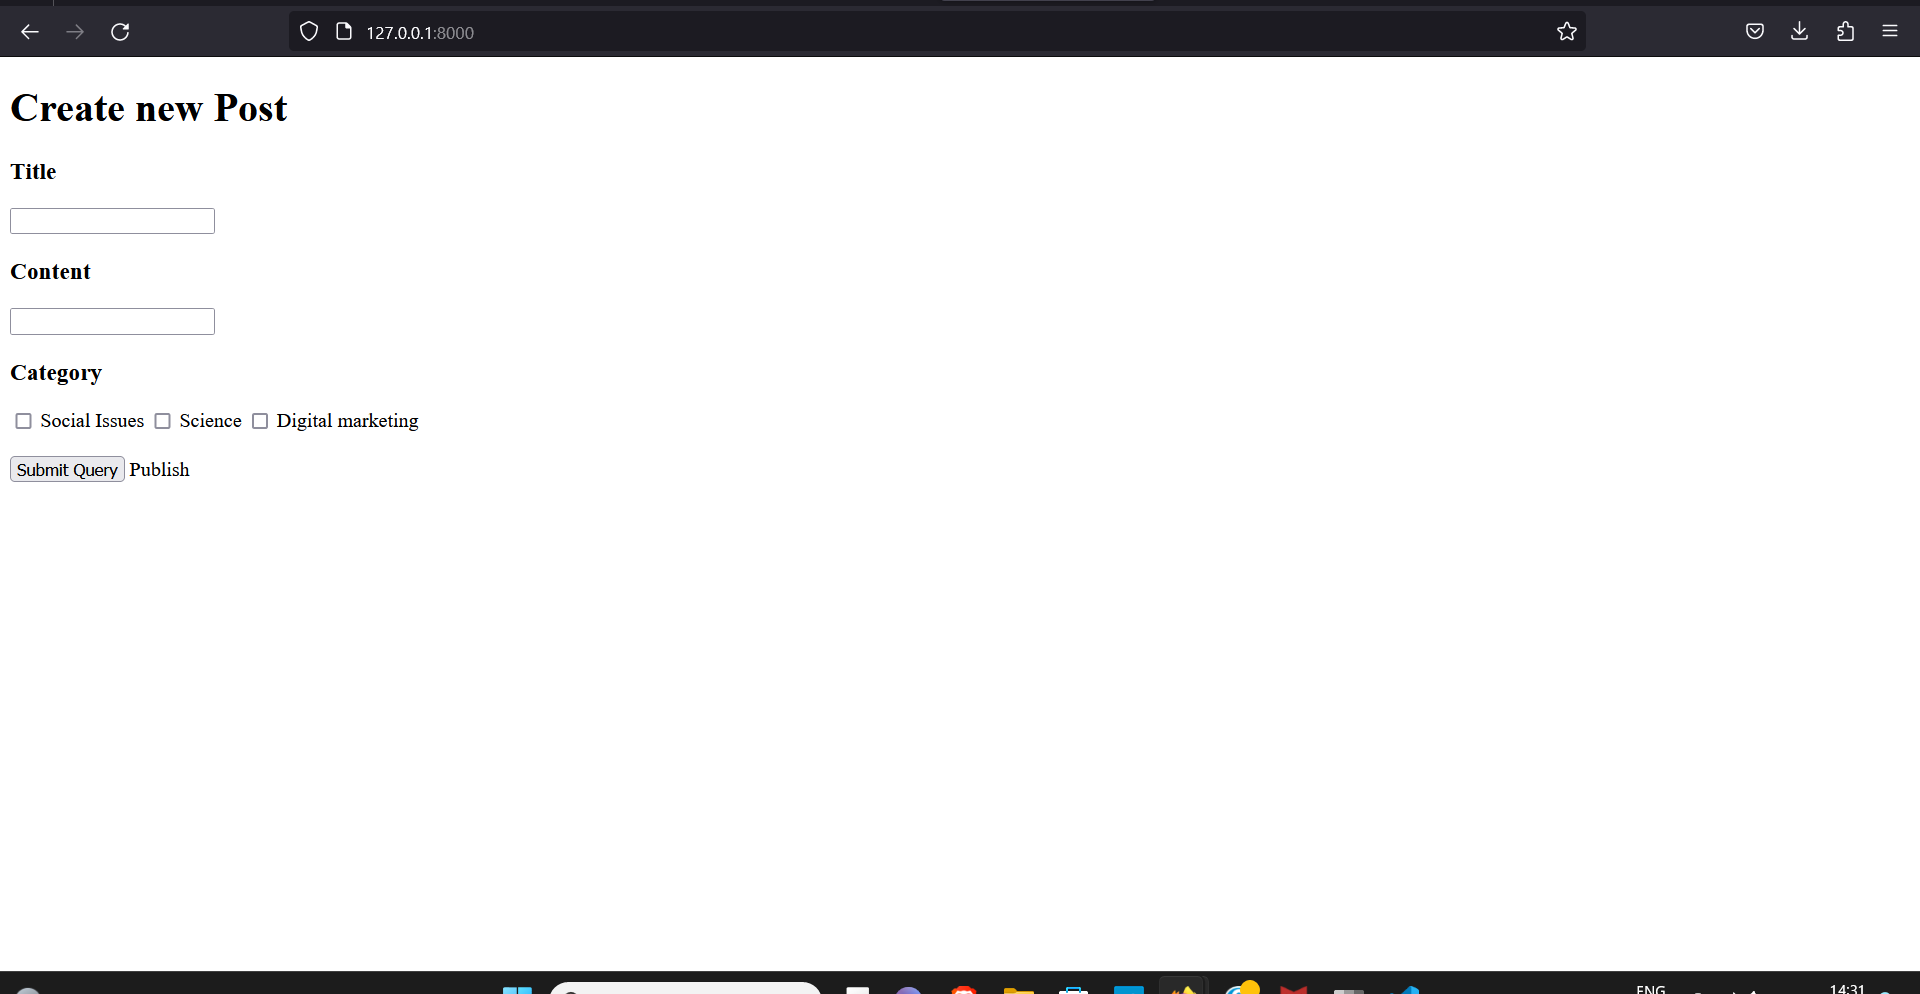 127.0.0.1:8000
Create new Post
Title
Content
Category
Social Issues Science Digital marketing
Submit Query Publish
ENG 14:31